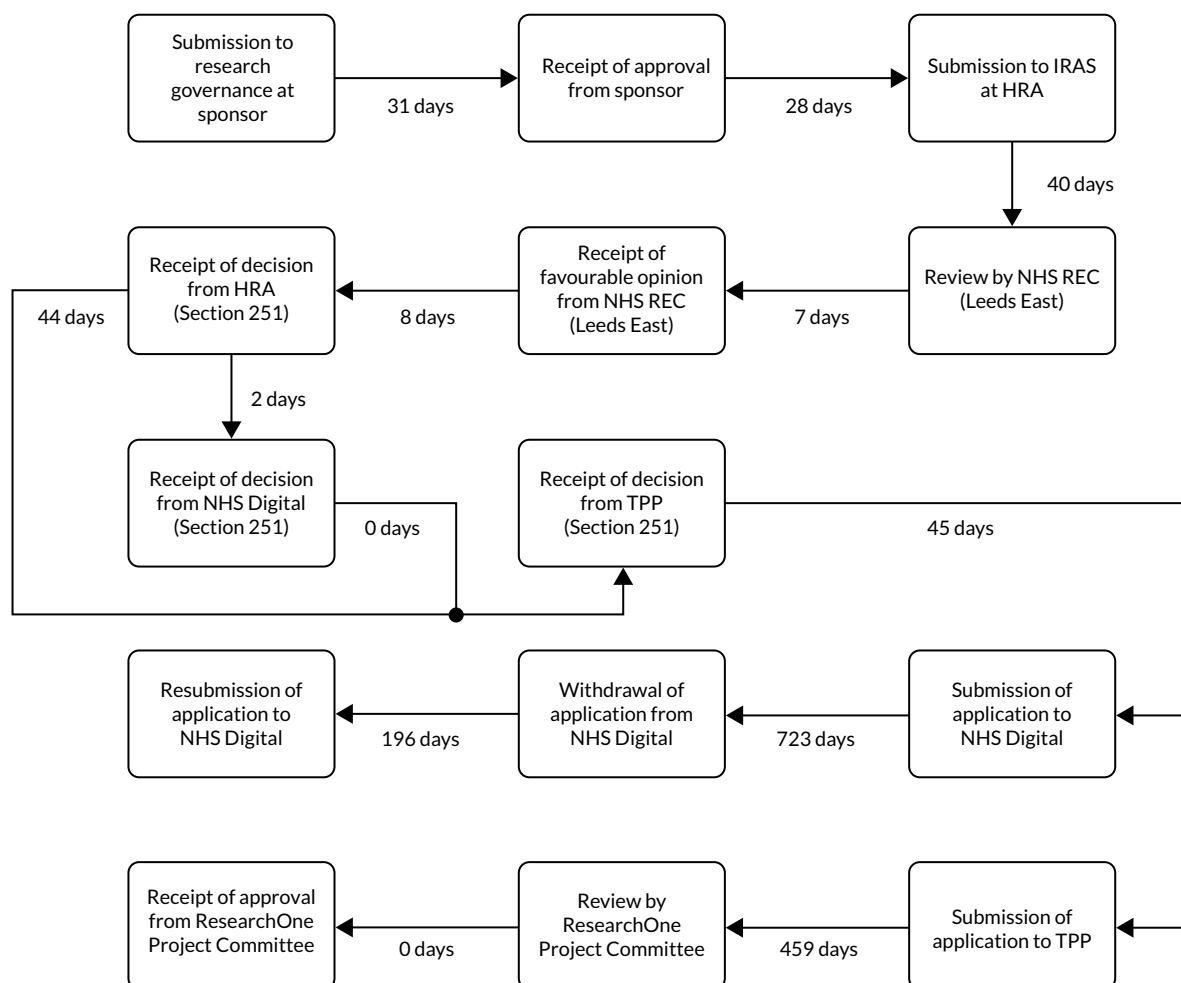 Submission to
research
governance at
sponsor
31 days
Receipt of approval
from sponsor
28 days
Submission to IRAS
at HRA
40 days
Review by NHS REC
(Leeds East)
7 days
Receipt of
favourable opinion
from NHS REC
(Leeds East)
8 days
Receipt of decision
from HRA
(Section 251)
44 days
2 days
Receipt of decision
from NHS Digital
(Section 251)
0 days
Receipt of decision
from TPP
(Section 251)
45 days
Submission of
application to
NHS Digital
723 days
Withdrawal of
application from
NHS Digital
196 days
Resubmission of
application to
NHS Digital
Submission of
application to TPP
459 days
Review by
ResearchOne
Project Committee
0 days
Receipt of approval
from ResearchOne
Project Committee